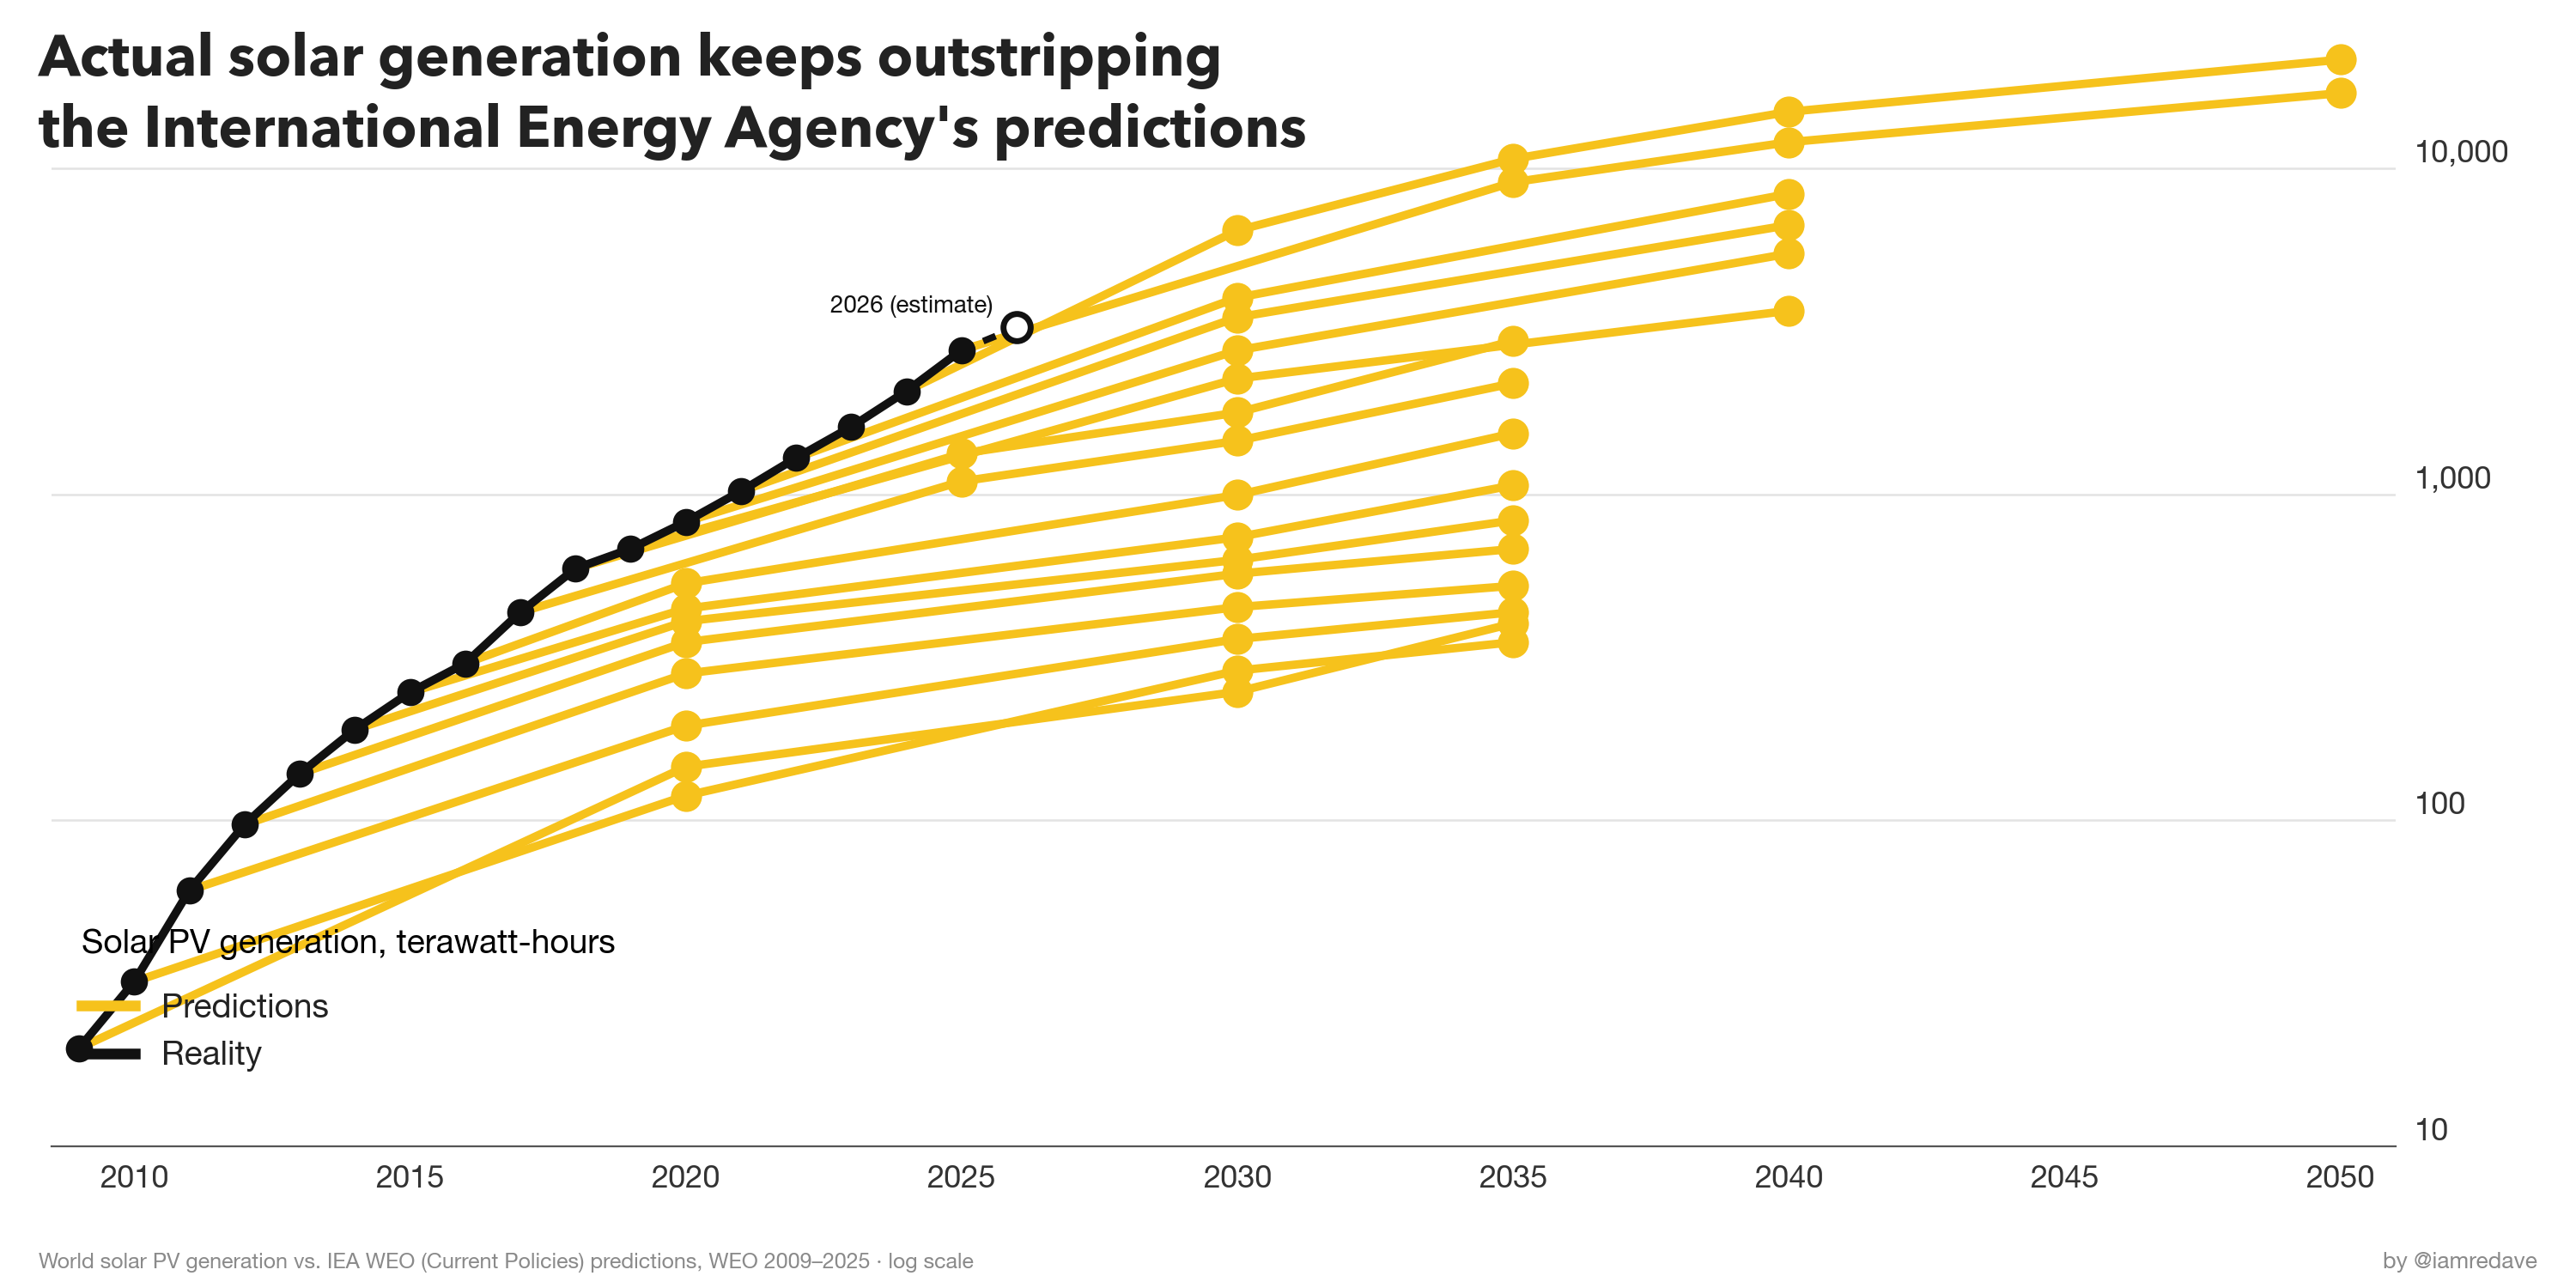 Actual solar generation keeps outstripping
the International Energy Agency's predictions
10,000
2026 (estimate)
1,000
100
Solar PV generation, terawatt-hours
Predictions
Reality
10
2010 2015 2020 2025 2030 2035 2040 2045 2050
World solar PV generation vs. IEA WEO (Current Policies) predictions, WEO 2009–2025 · log scale
by @iamredave